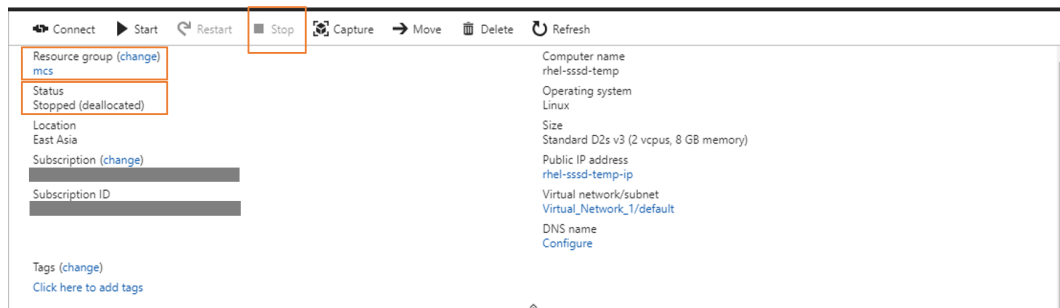 Connect Start Restart Stop Capture Move Delete Refresh
Resource group (change)
mcs
Status
Stopped (deallocated)
Location
East Asia
Subscription (change)
Subscription ID
Tags (change)
Click here to add tags
Computer name
rhel-sssd-temp
Operating system
Linux
Size
Standard D2s v3 (2 vcpus, 8 GB memory)
Public IP address
rhel-sssd-temp-ip
Virtual network/subnet
Virtual_Network_1/default
DNS name
Configure